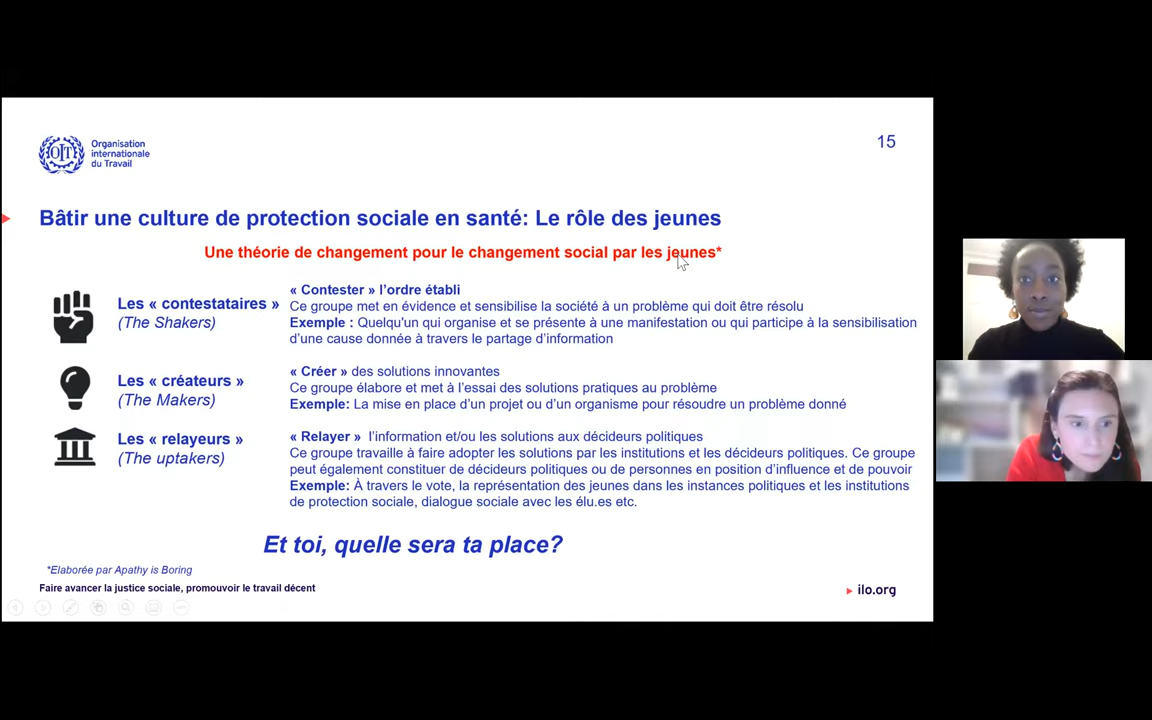 OIT
Organisation
internationale
du Travail
15
Bâtir une culture de protection sociale en santé: Le rôle des jeunes
Une théorie de changement pour le changement social par les jeunes*
Les « contestataires »
(The Shakers)
« Contester » l’ordre établi
Ce groupe met en évidence et sensibilise la société à un problème qui doit être résolu
Exemple : Quelqu'un qui organise et se présente à une manifestation ou qui participe à la sensibilisation
d’une cause donnée à travers le partage d’information
Les « créateurs »
(The Makers)
« Créer » des solutions innovantes
Ce groupe élabore et met à l’essai des solutions pratiques au problème
Exemple: La mise en place d’un projet ou d’un organisme pour résoudre un problème donné
Les « relayeurs »
(The uptakers)
« Relayer » l’information et/ou les solutions aux décideurs politiques
Ce groupe travaille à faire adopter les solutions par les institutions et les décideurs politiques. Ce groupe
peut également constituer de décideurs politiques ou de personnes en position d’influence et de pouvoir
Exemple: À travers le vote, la représentation des jeunes dans les instances politiques et les institutions
de protection sociale, dialogue sociale avec les élu.es etc.
Et toi, quelle sera ta place?
*Elaborée par Apathy is Boring
Faire avancer la justice sociale, promouvoir le travail décent
ilo.org